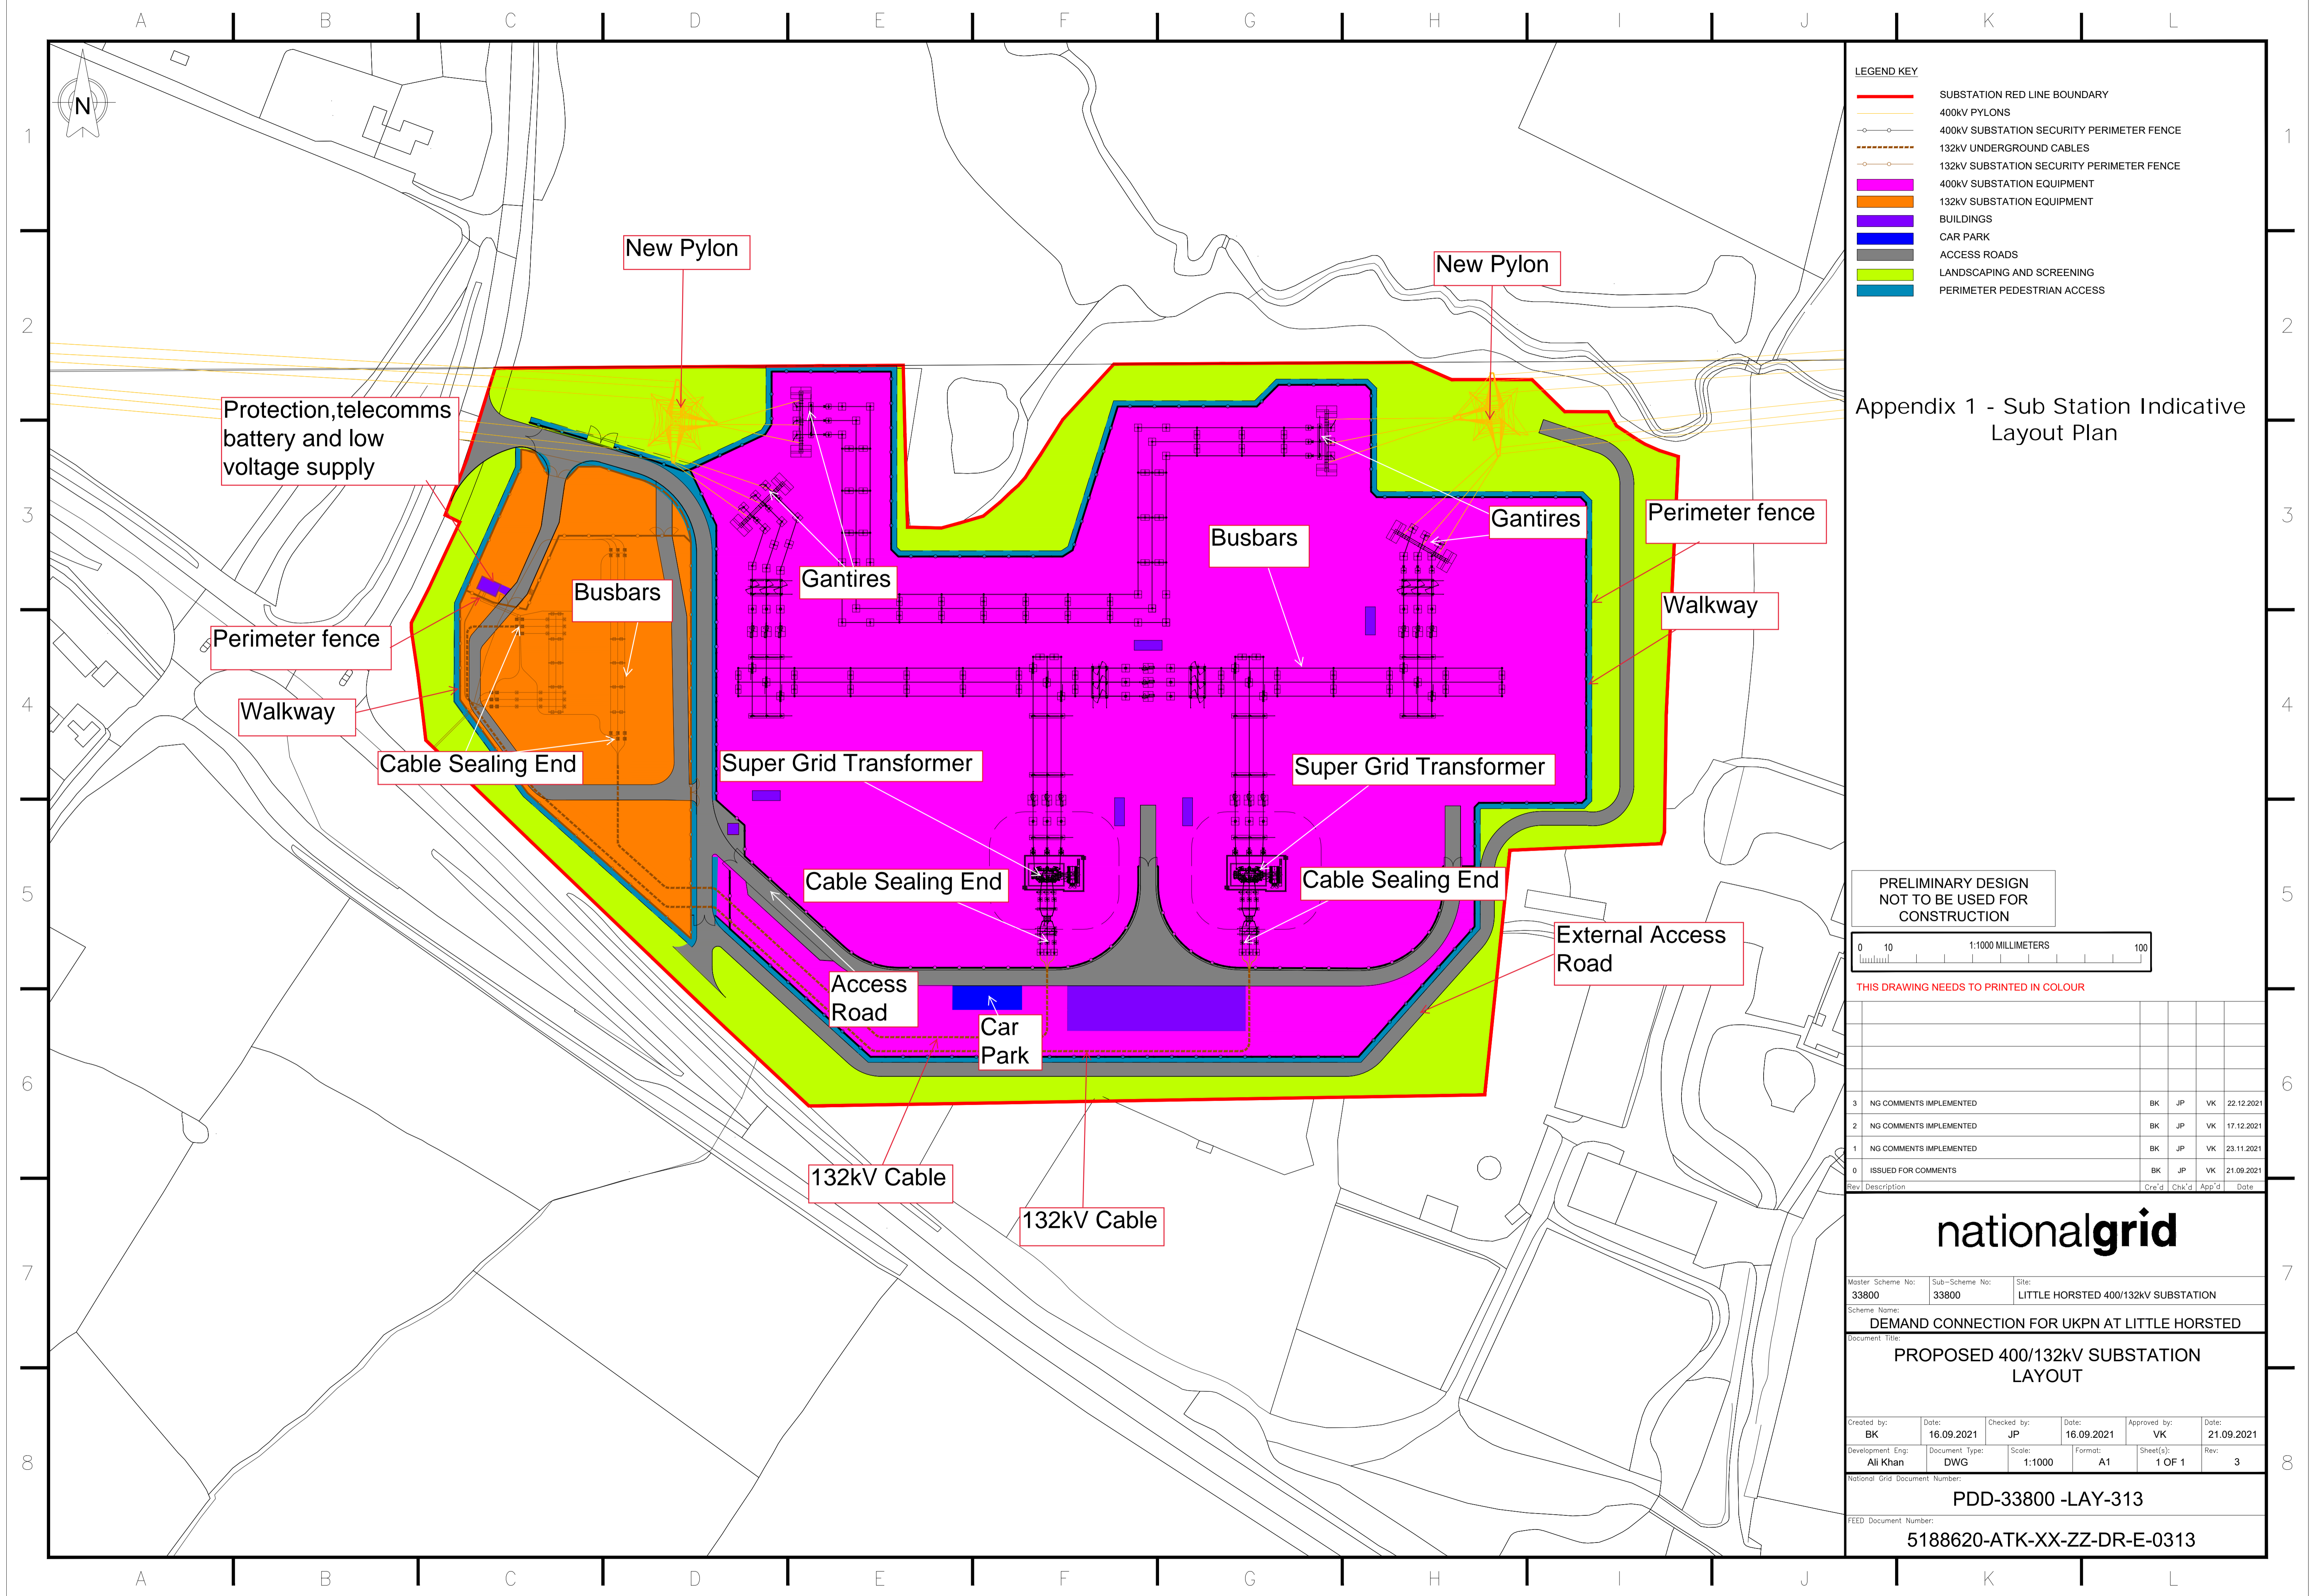 A B C D E F G H I J K L
1 1
2 2
3 3
4 4
5 5
6 6
7 7
8 8
A B C D E F G H I J K L
N
New Pylon
New Pylon
Protection,telecomms
battery and low
voltage supply
Gantires
Gantires
Busbars
Busbars
Perimeter fence
Walkway
Perimeter fence
Walkway
Cable Sealing End
Super Grid Transformer
Super Grid Transformer
Cable Sealing End
Cable Sealing End
External Access
Road
Access
Road
Car
Park
132kV Cable
132kV Cable
LEGEND KEY
SUBSTATION RED LINE BOUNDARY
400kV PYLONS
400kV SUBSTATION SECURITY PERIMETER FENCE
132kV UNDERGROUND CABLES
132kV SUBSTATION SECURITY PERIMETER FENCE
400kV SUBSTATION EQUIPMENT
132kV SUBSTATION EQUIPMENT
BUILDINGS
CAR PARK
ACCESS ROADS
LANDSCAPING AND SCREENING
PERIMETER PEDESTRIAN ACCESS
Appendix 1 - Sub Station Indicative
Layout Plan
PRELIMINARY DESIGN
NOT TO BE USED FOR
CONSTRUCTION
0 10 1:1000 MILLIMETERS 100
THIS DRAWING NEEDS TO PRINTED IN COLOUR
3 NG COMMENTS IMPLEMENTED BK JP VK 22.12.2021
2 NG COMMENTS IMPLEMENTED BK JP VK 17.12.2021
1 NG COMMENTS IMPLEMENTED BK JP VK 23.11.2021
0 ISSUED FOR COMMENTS BK JP VK 21.09.2021
Rev Description Cre'd Chk'd App'd Date
nationalgrid
Master Scheme No: Sub-Scheme No: Site:
33800 33800 LITTLE HORSTED 400/132kV SUBSTATION
Scheme Name:
DEMAND CONNECTION FOR UKPN AT LITTLE HORSTED
Document Title:
PROPOSED 400/132kV SUBSTATION
LAYOUT
Created by: Date: Checked by: Date: Approved by: Date:
BK 16.09.2021 JP 16.09.2021 VK 21.09.2021
Development Eng: Document Type: Scale: Format: Sheet(s): Rev:
Ali Khan DWG 1:1000 A1 1 OF 1 3
National Grid Document Number:
PDD-33800 -LAY-313
FEED Document Number:
5188620-ATK-XX-ZZ-DR-E-0313